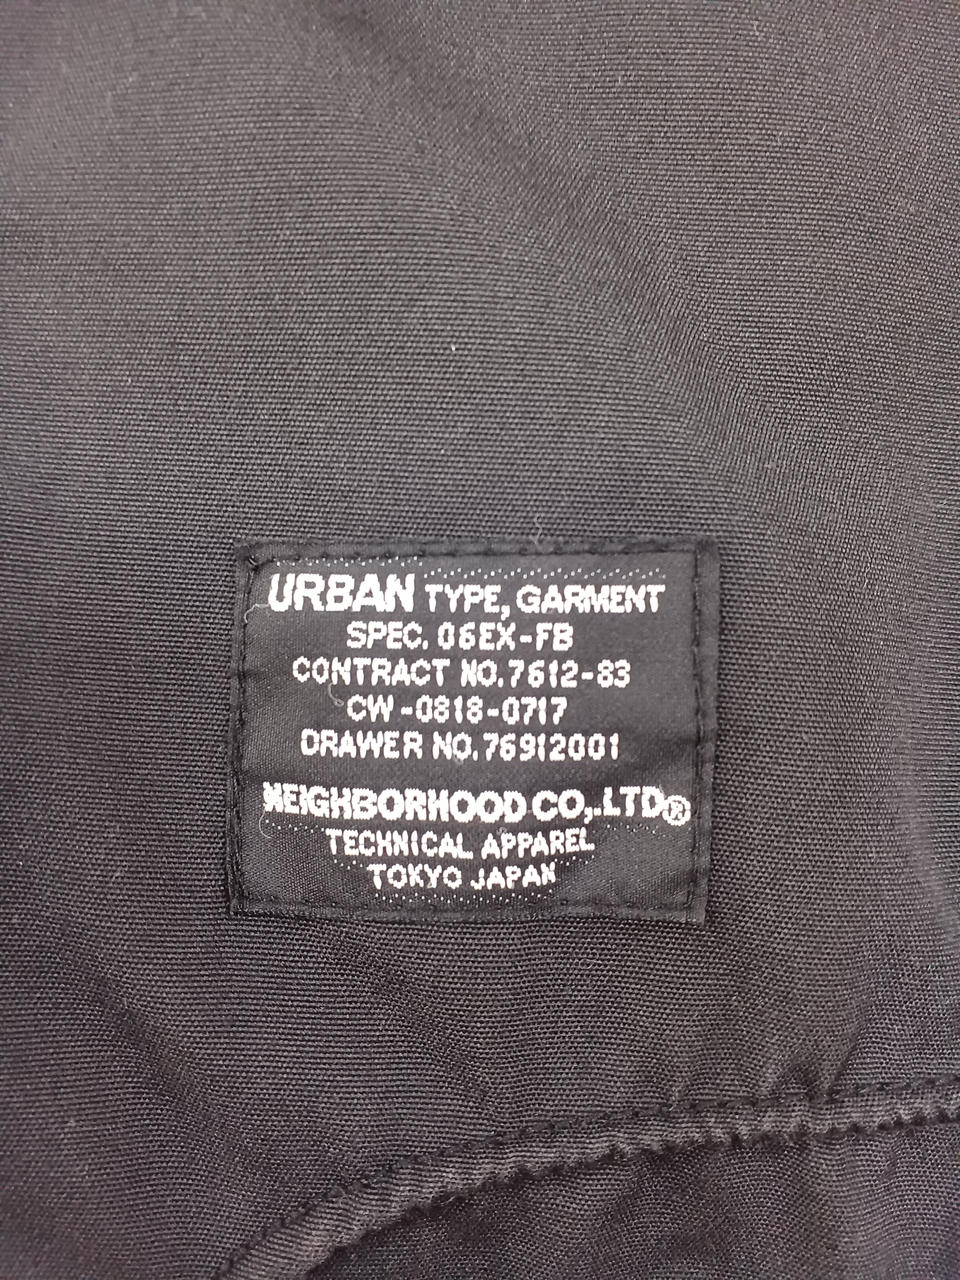 URBAN TYPE, GARMENT
SPEC. 06EX-FB
CONTRACT NO.7612-83
CW-0818-0717
DRAWER NO.76912001
NEIGHBORHOOD CO,.LTD®
TECHNICAL APPAREL
TOKYO JAPAN